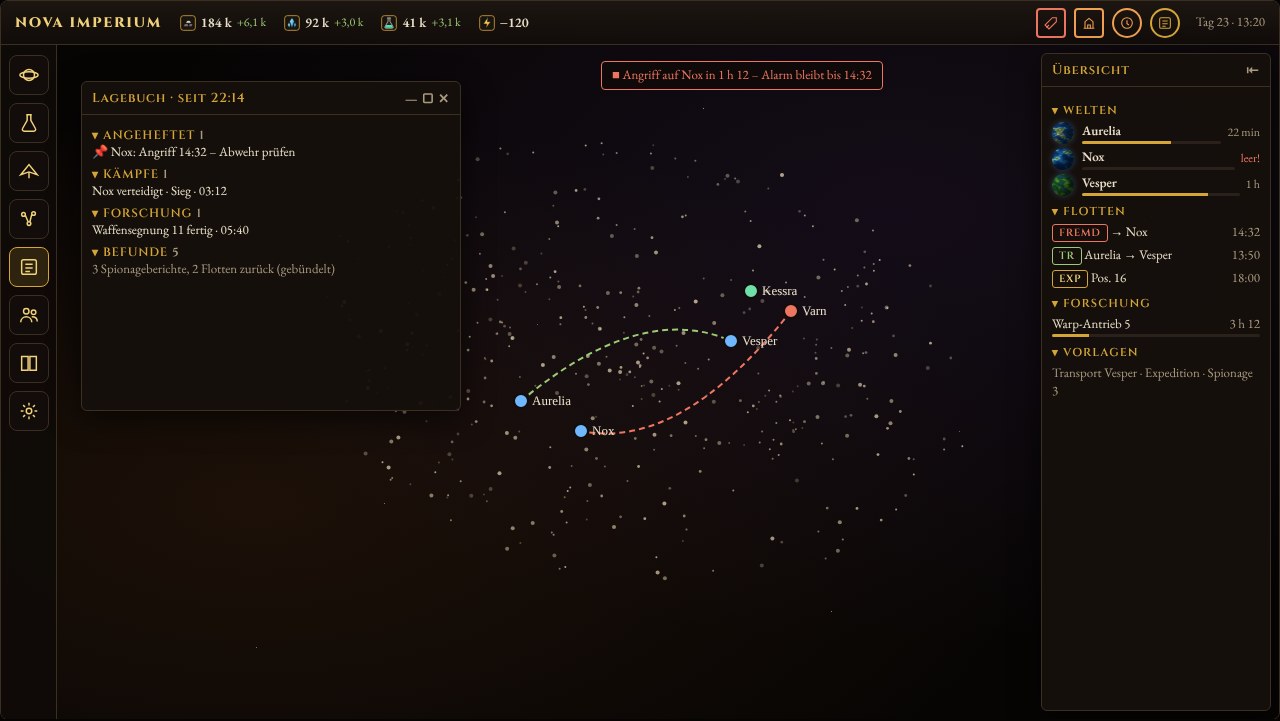 NOVA IMPERIUM 184 k +6,1 k 92 k +3,0 k 41 k +3,1 k −120 Tag 23 · 13:20
■ Angriff auf Nox in 1 h 12 – Alarm bleibt bis 14:32
LAGEBUCH · SEIT 22:14
▾ ANGEHEFTET 1
📌 Nox: Angriff 14:32 – Abwehr prüfen
▾ KÄMPFE 1
Nox verteidigt · Sieg · 03:12
▾ FORSCHUNG 1
Waffensegnung 11 fertig · 05:40
▾ BEFUNDE 5
3 Spionageberichte, 2 Flotten zurück (gebündelt)
Kessra
Varn
Vesper
Aurelia
Nox
ÜBERSICHT
▾ WELTEN
Aurelia 22 min
Nox leer!
Vesper 1 h
▾ FLOTTEN
FREMD → Nox 14:32
TR Aurelia → Vesper 13:50
EXP Pos. 16 18:00
▾ FORSCHUNG
Warp-Antrieb 5 3 h 12
▾ VORLAGEN
Transport Vesper · Expedition · Spionage
3